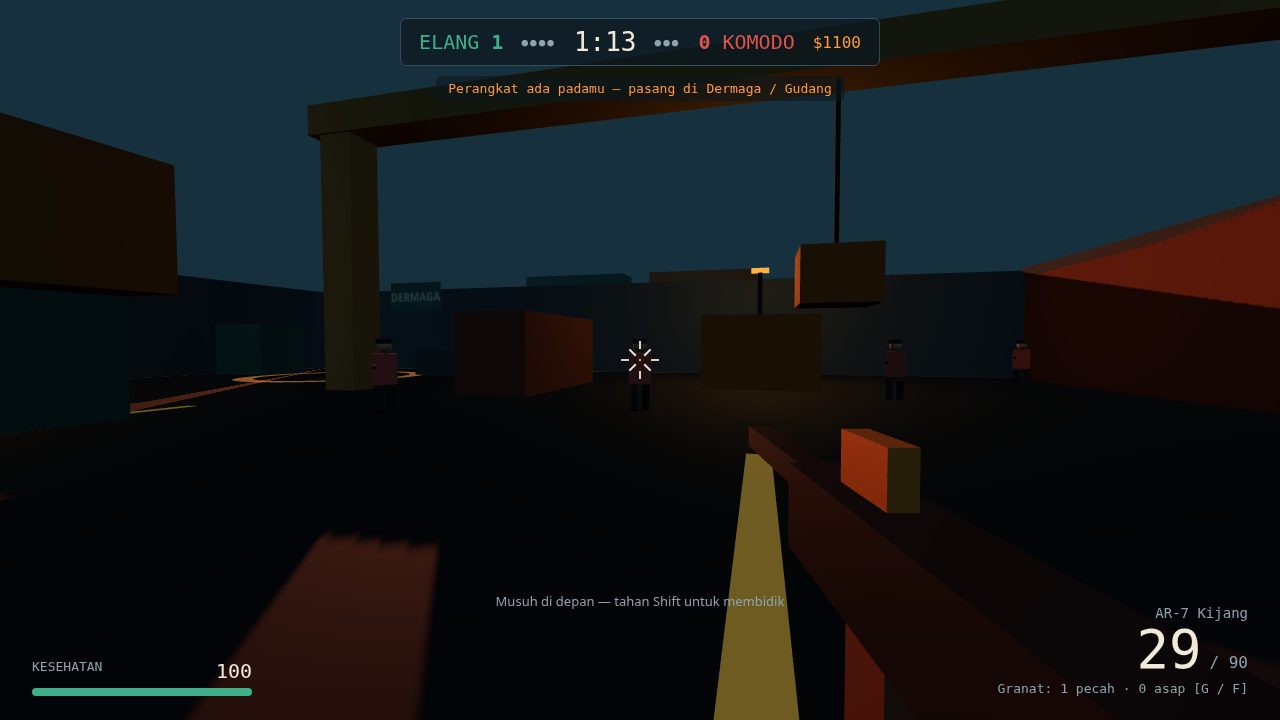 ELANG 1 •••• 1:13 ••• 0 KOMODO $1100
Perangkat ada padamu — pasang di Dermaga / Gudang
DERMAGA
Musuh di depan — tahan Shift untuk membidik
AR-7 Kijang
29 / 90
KESEHATAN 100
Granat: 1 pecah · 0 asap [G / F]